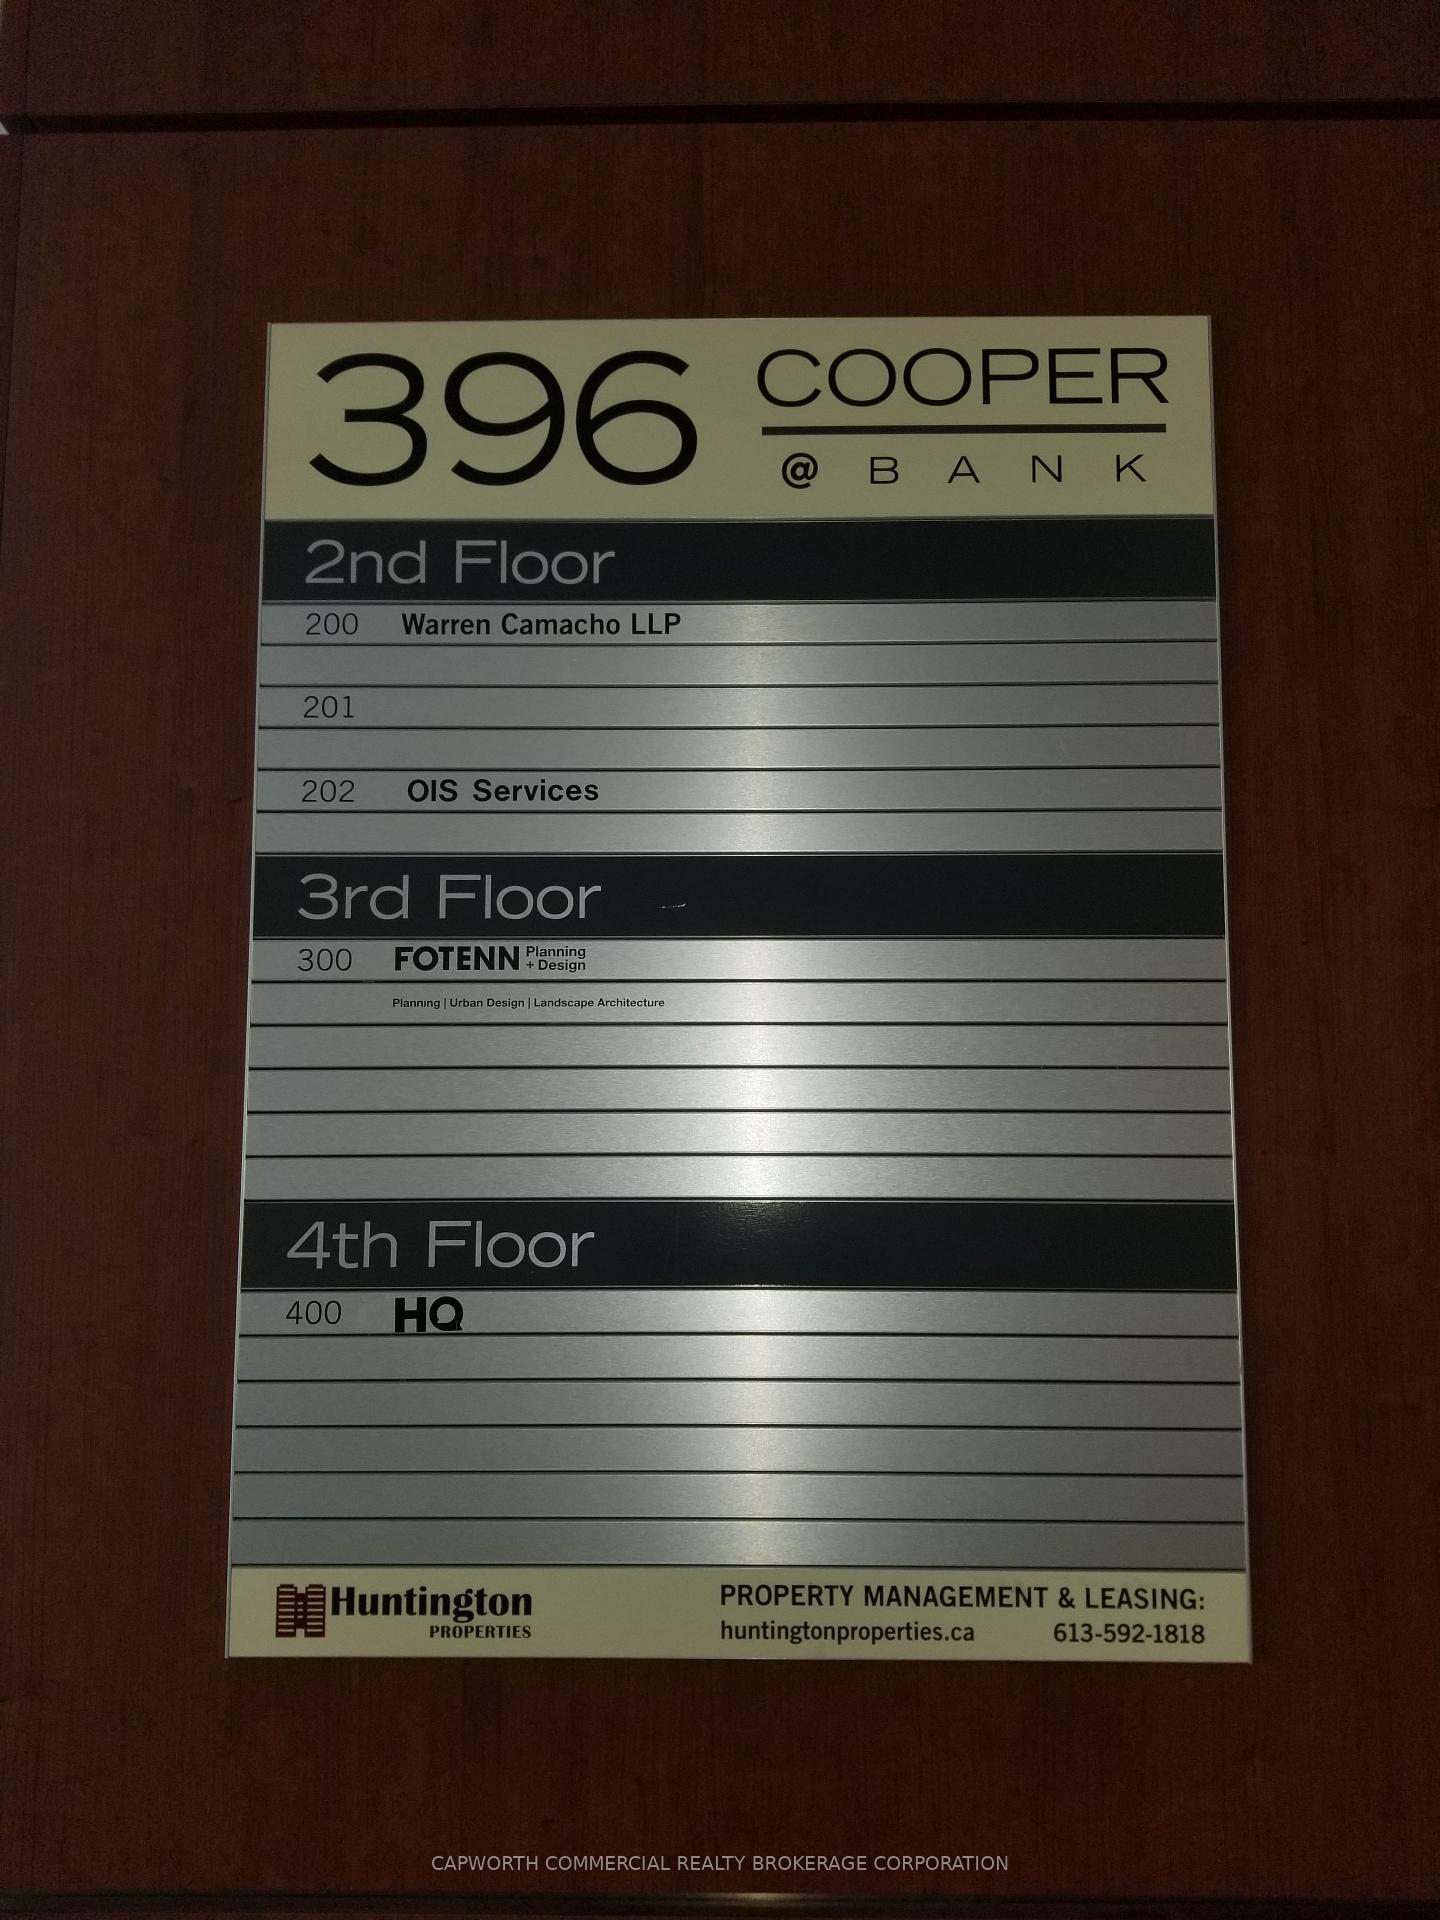 396 COOPER
@ BANK
2nd Floor
200 Warren Camacho LLP
201
202 OIS Services
3rd Floor
300 FOTENN Planning
+ Design
Planning | Urban Design | Landscape Architecture
4th Floor
400 HQ
Huntington
PROPERTIES
PROPERTY MANAGEMENT & LEASING:
huntingtonproperties.ca 613-592-1818
CAPWORTH COMMERCIAL REALTY BROKERAGE CORPORATION